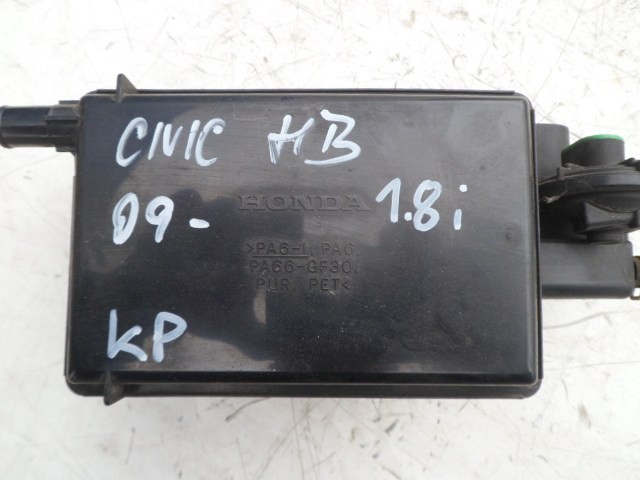 CIVIC HB
09- 1.8i
HONDA
>PA6-I, PA6,
PA66-GF30,
PUR, PET<
KP